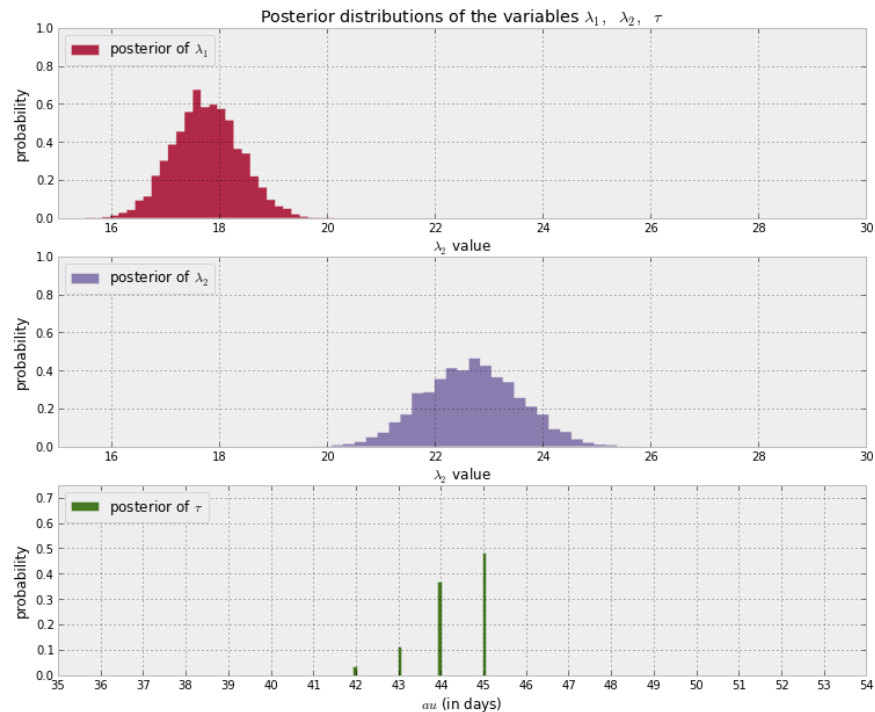 Posterior distributions of the variables λ₁, λ₂, τ
1.0
0.8
0.6
0.4
0.2
0.0
probability
posterior of λ₁
16 18 20 22 24 26 28 30
λ₂ value
1.0
0.8
0.6
0.4
0.2
0.0
probability
posterior of λ₂
16 18 20 22 24 26 28 30
λ₂ value
0.7
0.6
0.5
0.4
0.3
0.2
0.1
0.0
probability
posterior of τ
35 36 37 38 39 40 41 42 43 44 45 46 47 48 49 50 51 52 53 54
au (in days)